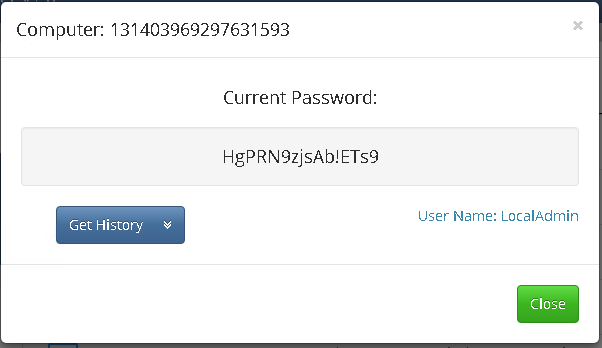 Computer: 131403969297631593
×
Current Password:
HgPRN9zjsAb!ETs9
Get History
User Name: LocalAdmin
Close